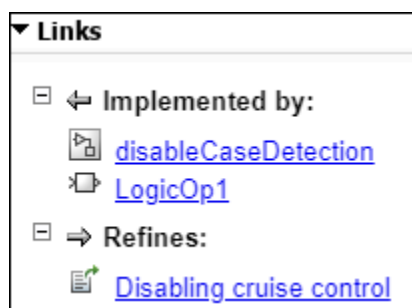 Links
Implemented by:
disableCaseDetection
LogicOp1
Refines:
Disabling cruise control